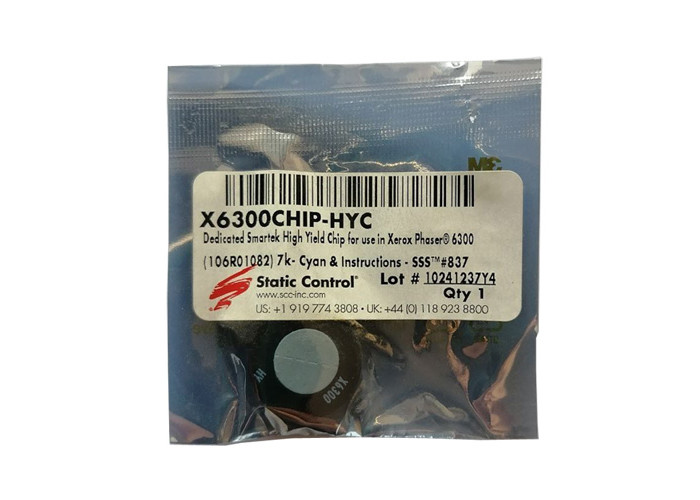 X6300CHIP-HYC
Dedicated Smartek High Yield Chip for use in Xerox Phaser® 6300
(106R01082) 7k- Cyan & Instructions - SSS™#837
Static Control® Lot # 10241237Y4
www.scc-inc.com Qty 1
US: +1 919 774 3808 • UK: +44 (0) 118 923 8800
X6300
HY